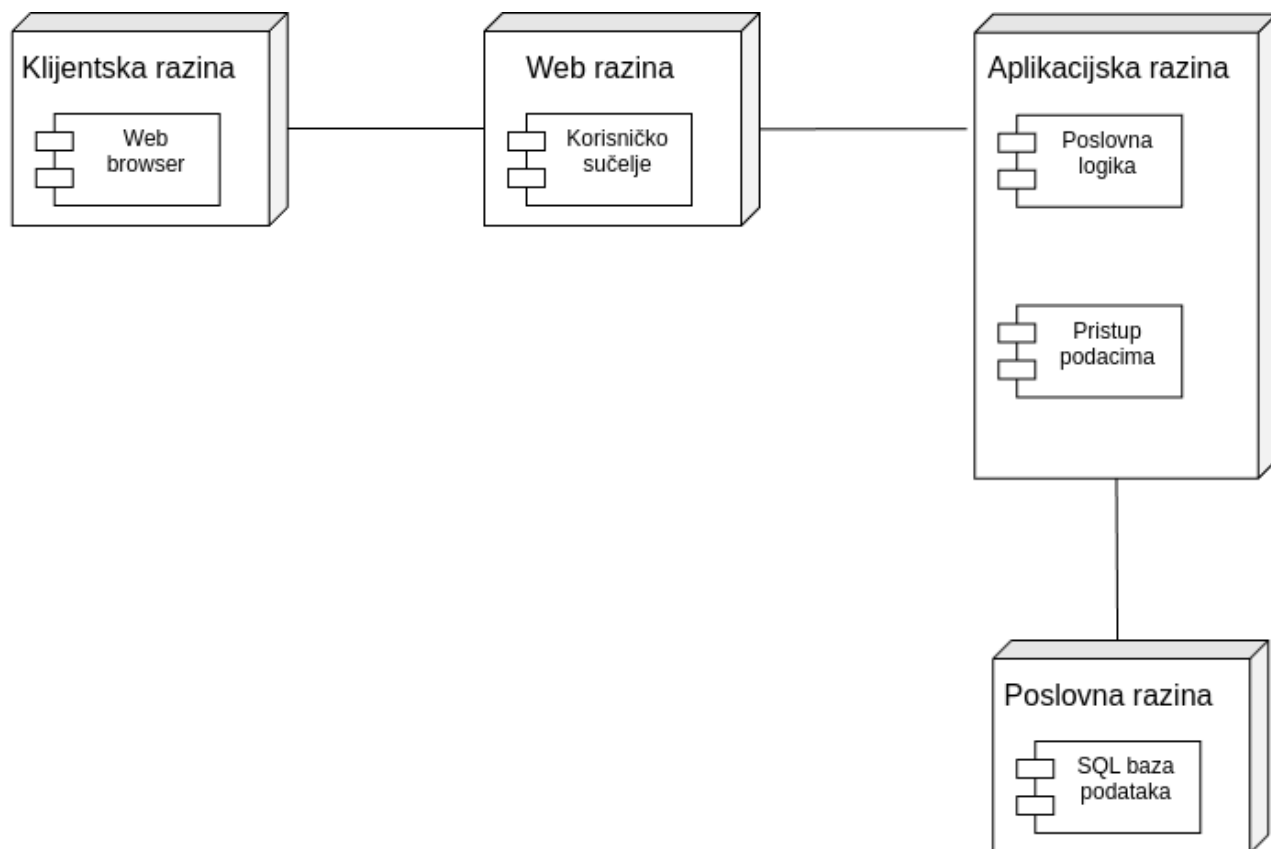 Klijentska razina
Web
browser
Web razina
Korisničko
sučelje
Aplikacijska razina
Poslovna
logika
Pristup
podacima
Poslovna razina
SQL baza
podataka